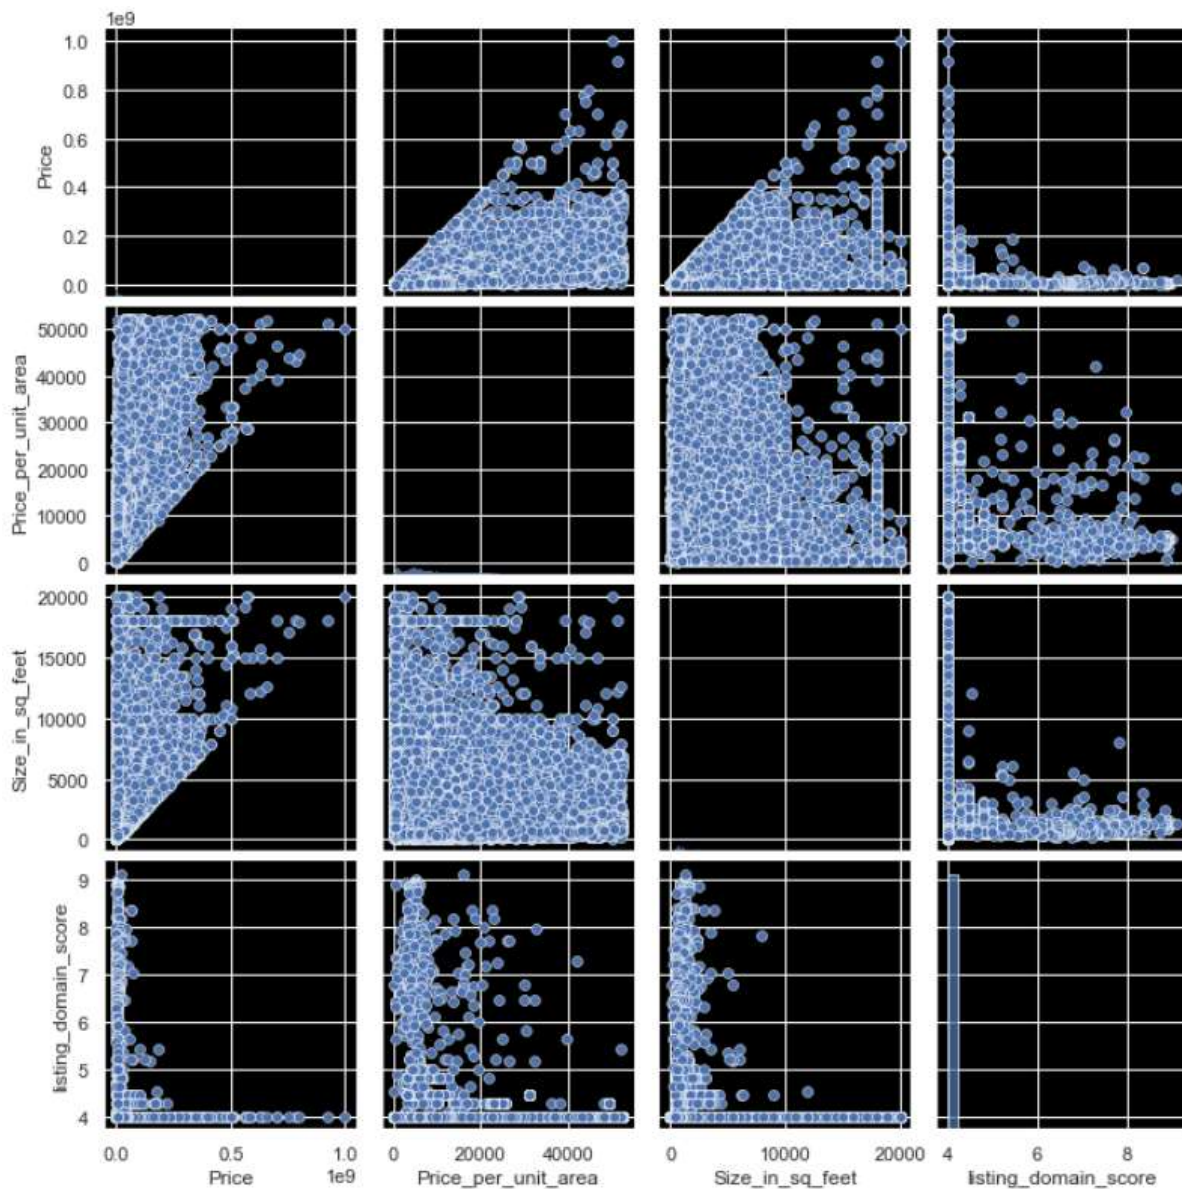 1e9
1.0
0.8
0.6
0.4
0.2
0.0
Price
50000
40000
30000
20000
10000
0
Price_per_unit_area
20000
15000
10000
5000
0
Size_in_sq_feet
9
8
7
6
5
4
listing_domain_score
0.0 0.5 1.0 0 20000 40000 0 10000 20000 4 6 8
1e9
Price Price_per_unit_area Size_in_sq_feet listing_domain_score